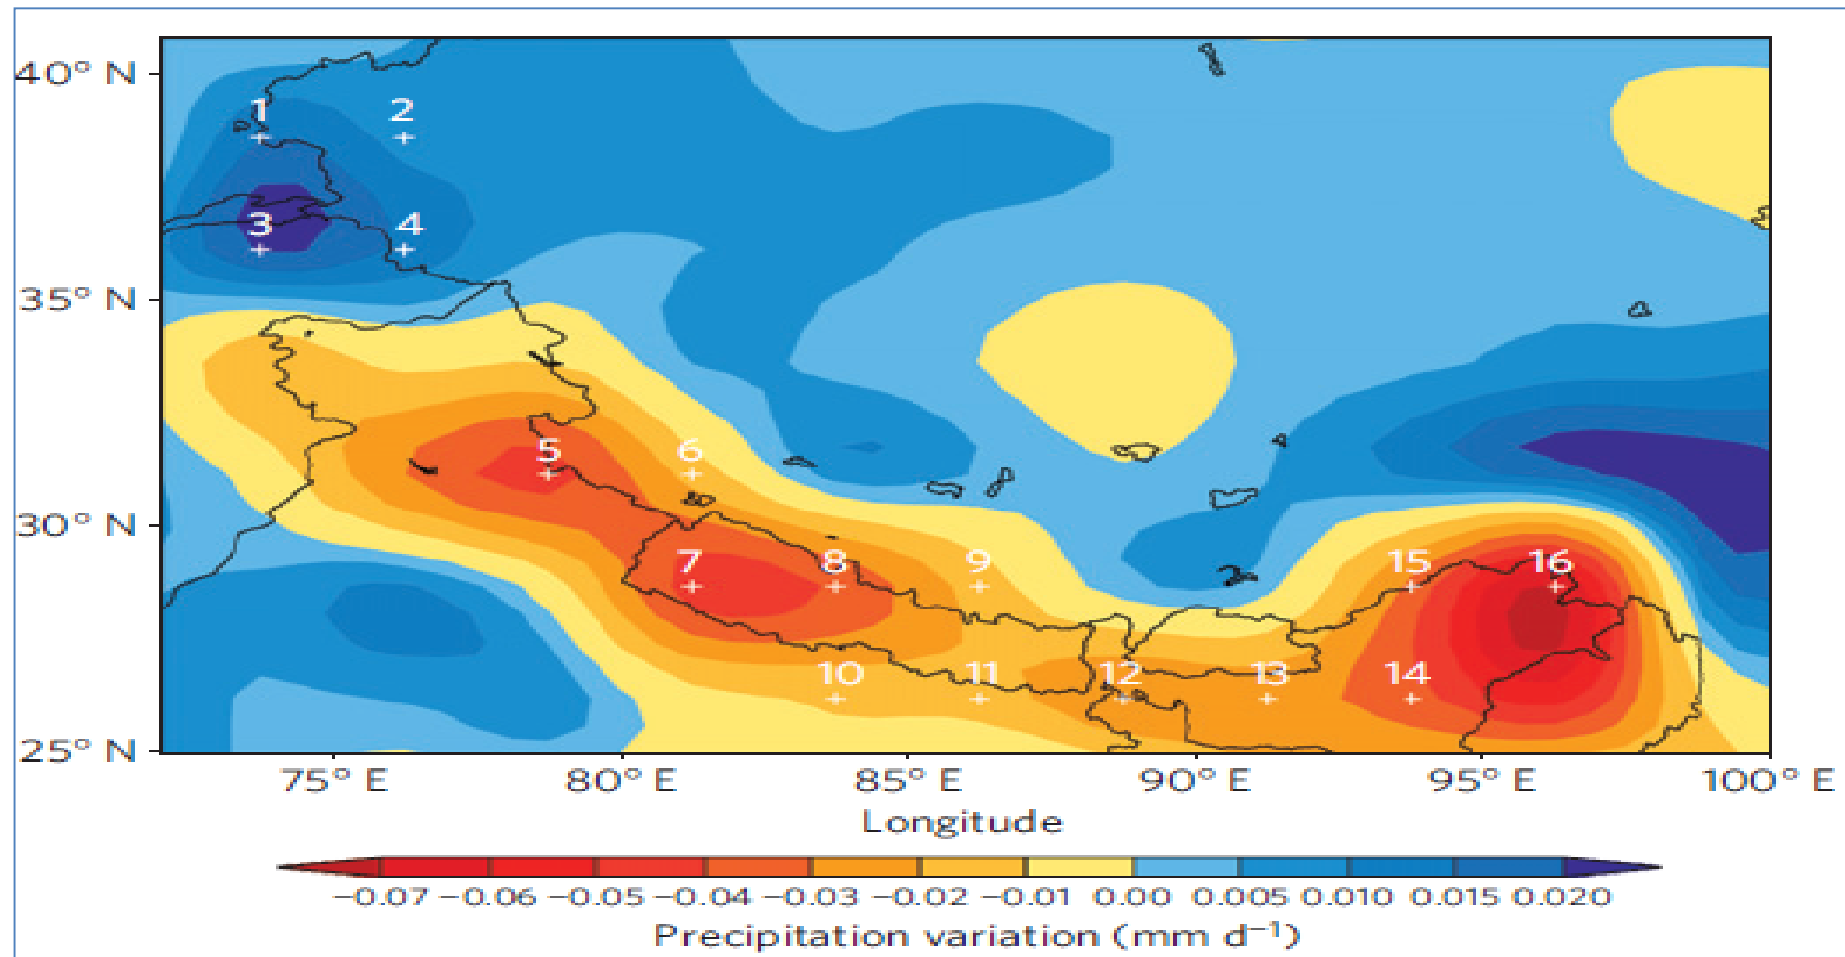 40° N
1 2
3 4
35° N
5 6
30° N
7 8 9 15 16
10 11 12 13 14
25° N
75° E 80° E 85° E 90° E 95° E 100° E
Longitude
−0.07 −0.06 −0.05 −0.04 −0.03 −0.02 −0.01 0.00 0.005 0.010 0.015 0.020
Precipitation variation (mm d⁻¹)